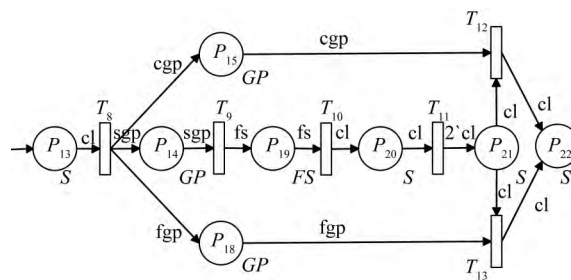 T12
cgp
P15
cgp
GP
T8
T9
T10
T11
cl
cl
P13
cl
sgp
P14
sgp
fs
P19
fs
cl
P20
cl
2`cl
P21
P22
S
GP
FS
S
S
S
cl
cl
fgp
P18
fgp
GP
T13